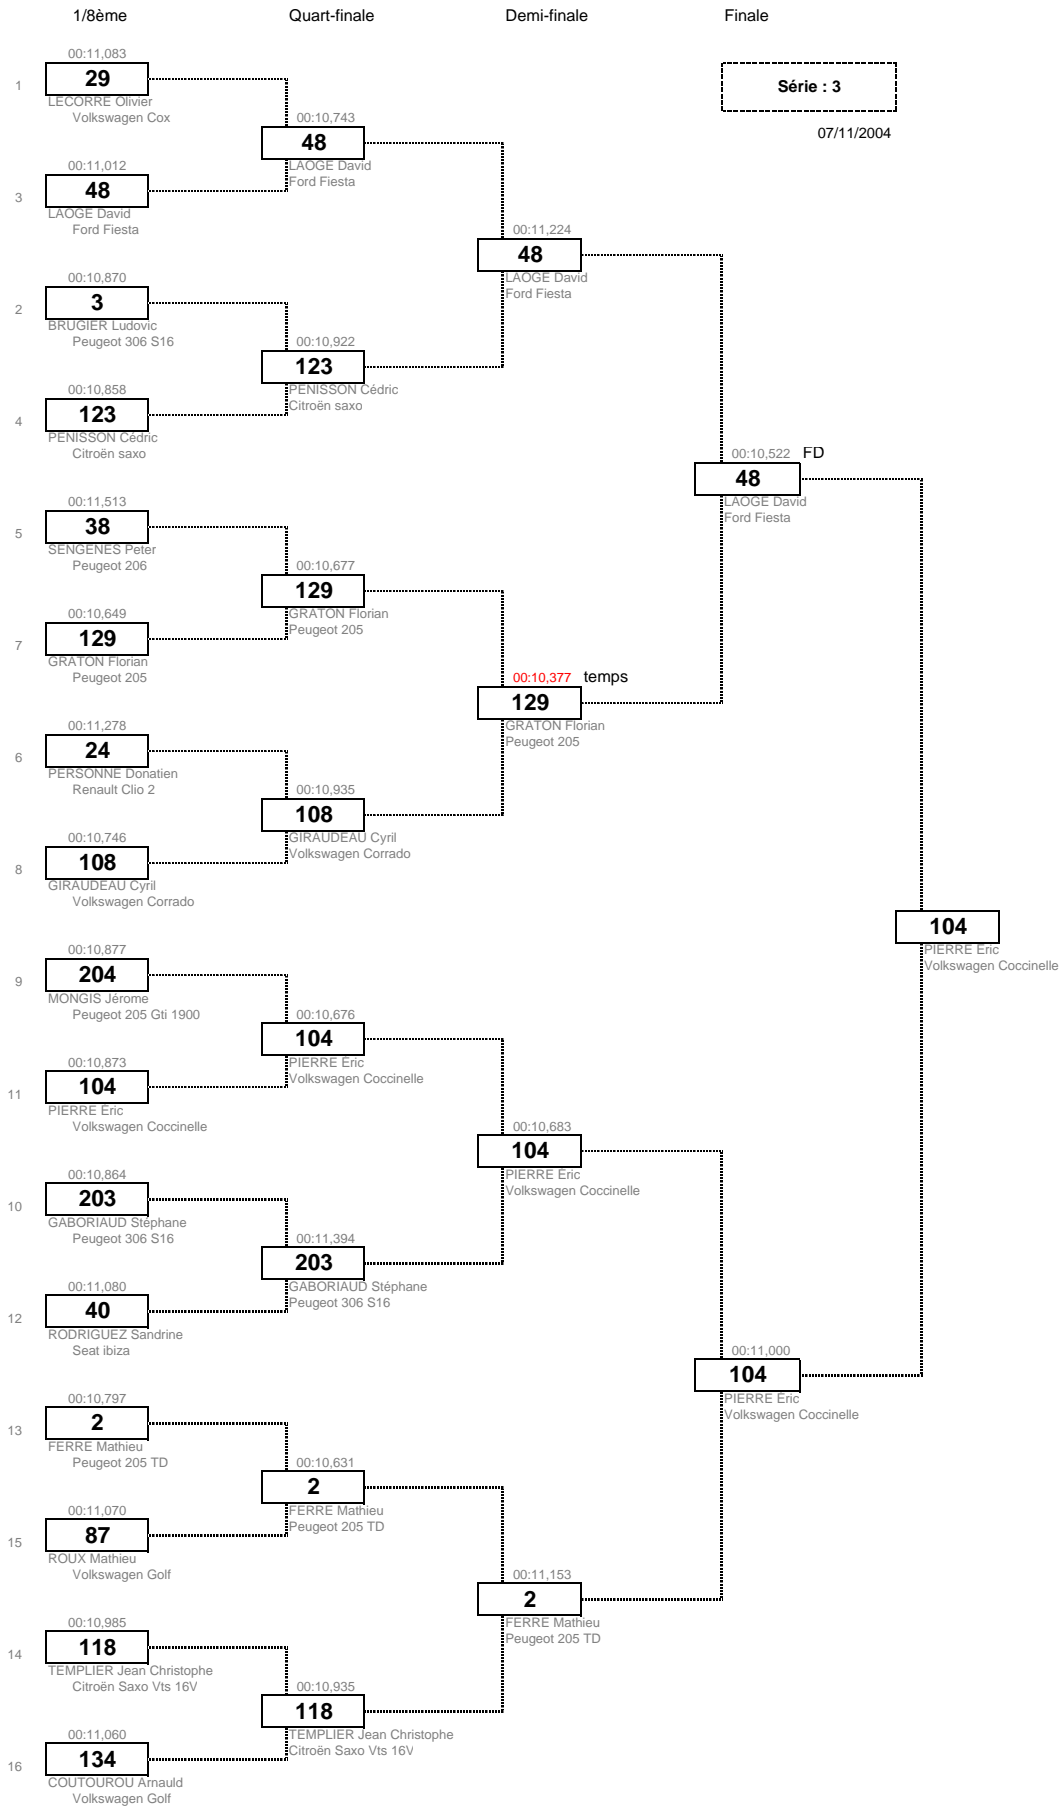 1/8ème
Quart-finale
Demi-finale
Finale
Série : 3
07/11/2004
1
00:11,083
29
LECORRE Olivier
Volkswagen Cox
3
00:11,012
48
LAOGE David
Ford Fiesta
2
00:10,870
3
BRUGIER Ludovic
Peugeot 306 S16
4
00:10,858
123
PENISSON Cédric
Citroën saxo
5
00:11,513
38
SENGENES Peter
Peugeot 206
7
00:10,649
129
GRATON Florian
Peugeot 205
6
00:11,278
24
PERSONNE Donatien
Renault Clio 2
8
00:10,746
108
GIRAUDEAU Cyril
Volkswagen Corrado
9
00:10,877
204
MONGIS Jérome
Peugeot 205 Gti 1900
11
00:10,873
104
PIERRE Éric
Volkswagen Coccinelle
10
00:10,864
203
GABORIAUD Stéphane
Peugeot 306 S16
12
00:11,080
40
RODRIGUEZ Sandrine
Seat ibiza
13
00:10,797
2
FERRE Mathieu
Peugeot 205 TD
15
00:11,070
87
ROUX Mathieu
Volkswagen Golf
14
00:10,985
118
TEMPLIER Jean Christophe
Citroën Saxo Vts 16V
16
00:11,060
134
COUTOUROU Arnauld
Volkswagen Golf
00:10,743
48
LAOGE David
Ford Fiesta
00:10,922
123
PENISSON Cédric
Citroën saxo
00:10,677
129
GRATON Florian
Peugeot 205
00:10,935
108
GIRAUDEAU Cyril
Volkswagen Corrado
00:10,676
104
PIERRE Éric
Volkswagen Coccinelle
00:11,394
203
GABORIAUD Stéphane
Peugeot 306 S16
00:10,631
2
FERRE Mathieu
Peugeot 205 TD
00:10,935
118
TEMPLIER Jean Christophe
Citroën Saxo Vts 16V
00:11,224
48
LAOGE David
Ford Fiesta
00:10,377 temps
129
GRATON Florian
Peugeot 205
00:10,683
104
PIERRE Éric
Volkswagen Coccinelle
00:11,153
2
FERRE Mathieu
Peugeot 205 TD
00:10,522 FD
48
LAOGE David
Ford Fiesta
00:11,000
104
PIERRE Éric
Volkswagen Coccinelle
104
PIERRE Éric
Volkswagen Coccinelle